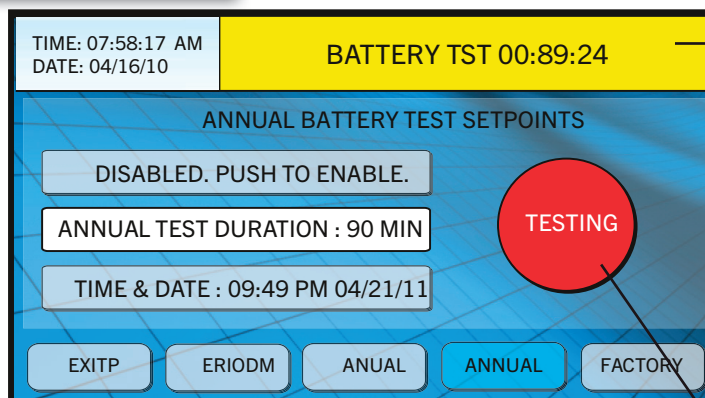 TIME: 07:58:17 AM
DATE: 04/16/10
BATTERY TST 00:89:24
ANNUAL BATTERY TEST SETPOINTS
DISABLED. PUSH TO ENABLE.
TESTING
ANNUAL TEST DURATION : 90 MIN
TIME & DATE : 09:49 PM 04/21/11
EXITP ERIODM ANUAL ANNUAL FACTORY